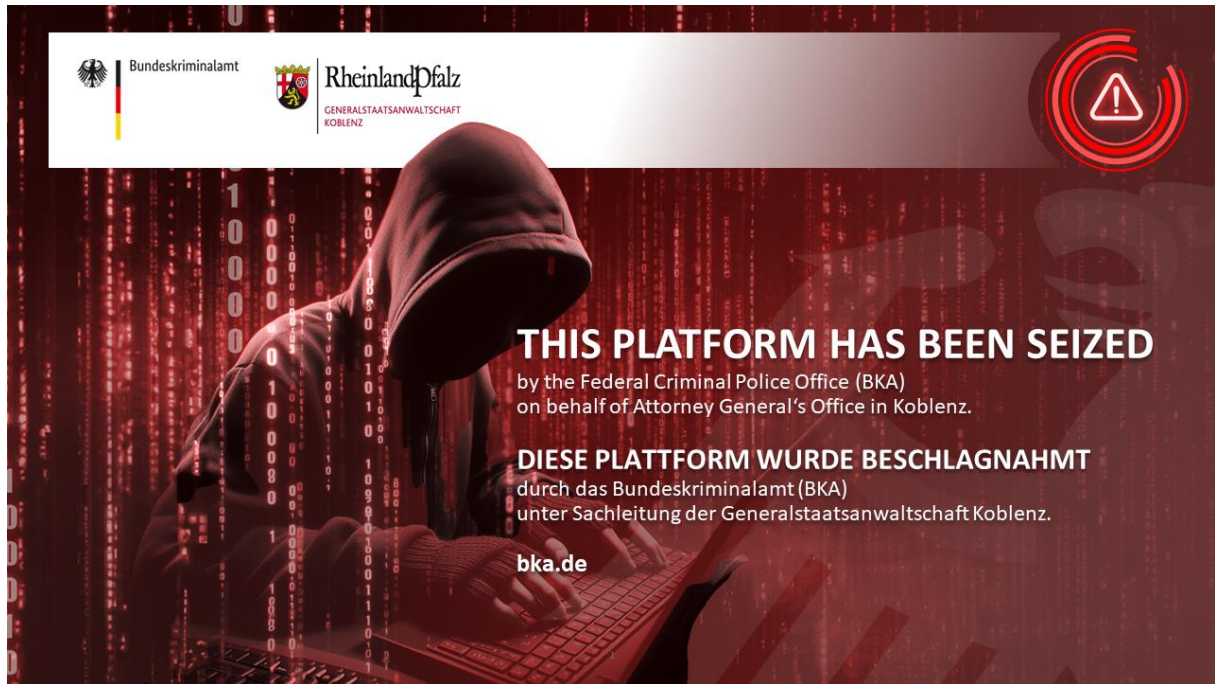 Bundeskriminalamt
RheinlandPfalz
GENERALSTAATSANWALTSCHAFT
KOBLENZ
THIS PLATFORM HAS BEEN SEIZED
by the Federal Criminal Police Office (BKA)
on behalf of Attorney General‘s Office in Koblenz.
DIESE PLATTFORM WURDE BESCHLAGNAHMT
durch das Bundeskriminalamt (BKA)
unter Sachleitung der Generalstaatsanwaltschaft Koblenz.
bka.de